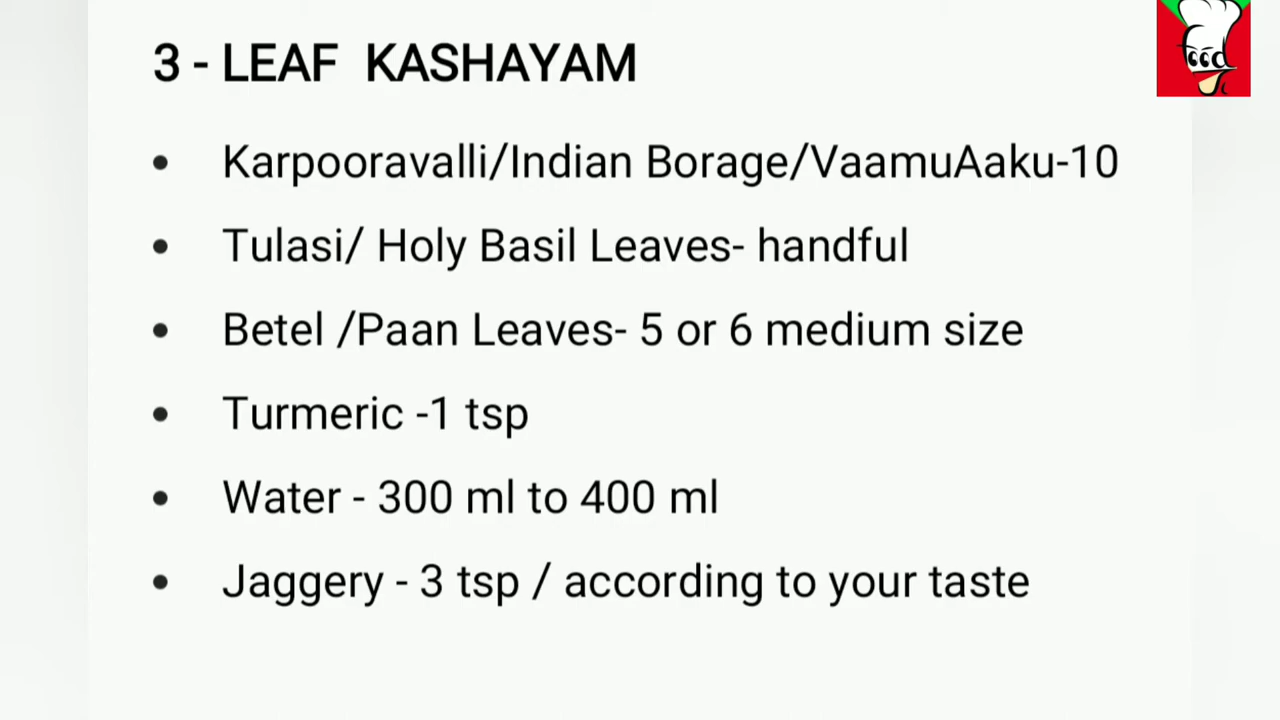 3 - LEAF KASHAYAM
• Karpooravalli/Indian Borage/VaamuAaku-10
• Tulasi/ Holy Basil Leaves- handful
• Betel /Paan Leaves- 5 or 6 medium size
• Turmeric -1 tsp
• Water - 300 ml to 400 ml
• Jaggery - 3 tsp / according to your taste